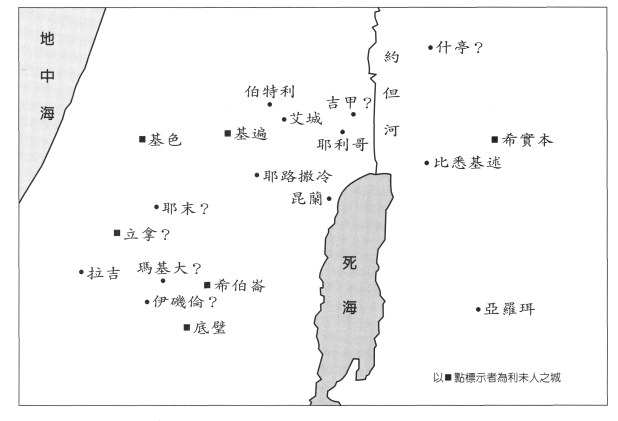 地中海
約但河
什亭？
伯特利
吉甲？
艾城
基色
基遍
耶利哥
希實本
比悉基述
耶路撒冷
昆蘭
耶末？
立拿？
拉吉
瑪基大？
希伯崙
死海
伊磯倫？
亞羅珥
底璧
以■點標示者為利未人之城